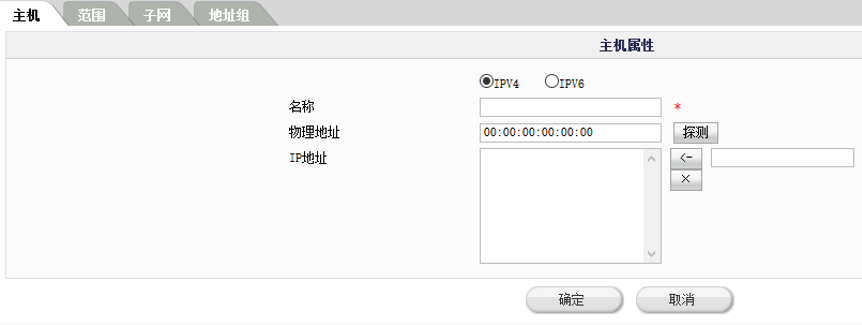 主机 范围 子网 地址组
主机属性
IPV4 IPV6
名称 *
物理地址 00:00:00:00:00:00 探测
IP地址 <-
×
确定 取消